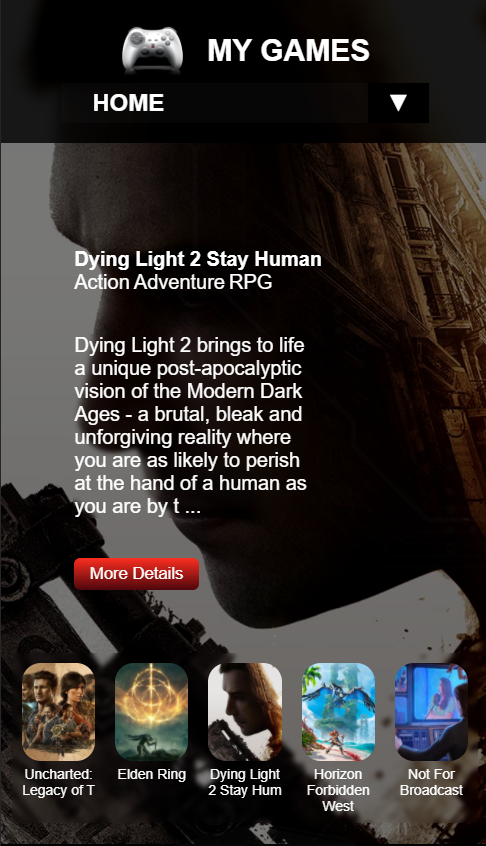 MY GAMES
HOME ▼
Dying Light 2 Stay Human
Action Adventure RPG
Dying Light 2 brings to life
a unique post-apocalyptic
vision of the Modern Dark
Ages - a brutal, bleak and
unforgiving reality where
you are as likely to perish
at the hand of a human as
you are by t ...
More Details
Uncharted:
Legacy of T
Elden Ring
Dying Light
2 Stay Hum
Horizon
Forbidden
West
Not For
Broadcast